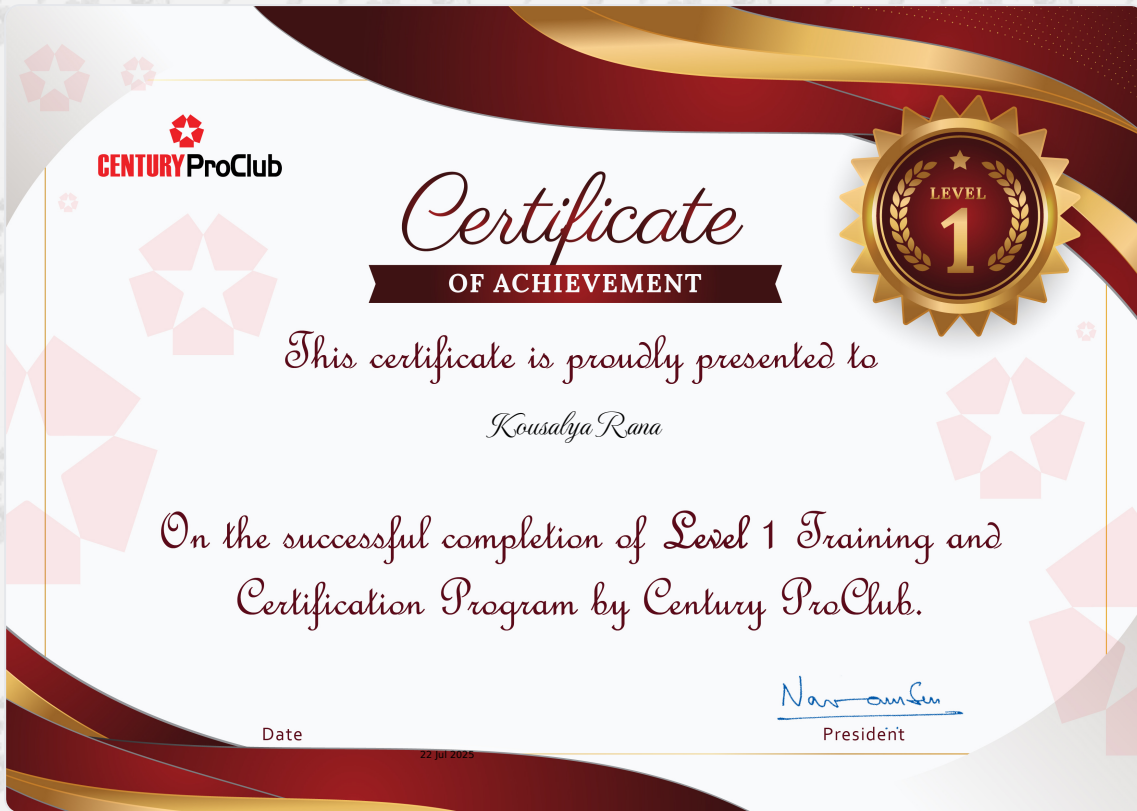 CENTURY ProClub
Certificate
OF ACHIEVEMENT
LEVEL
1
This certificate is proudly presented to
Kousalya Rana
On the successful completion of Level 1 Training and
Certification Program by Century ProClub.
Date
22 Jul 2025
President